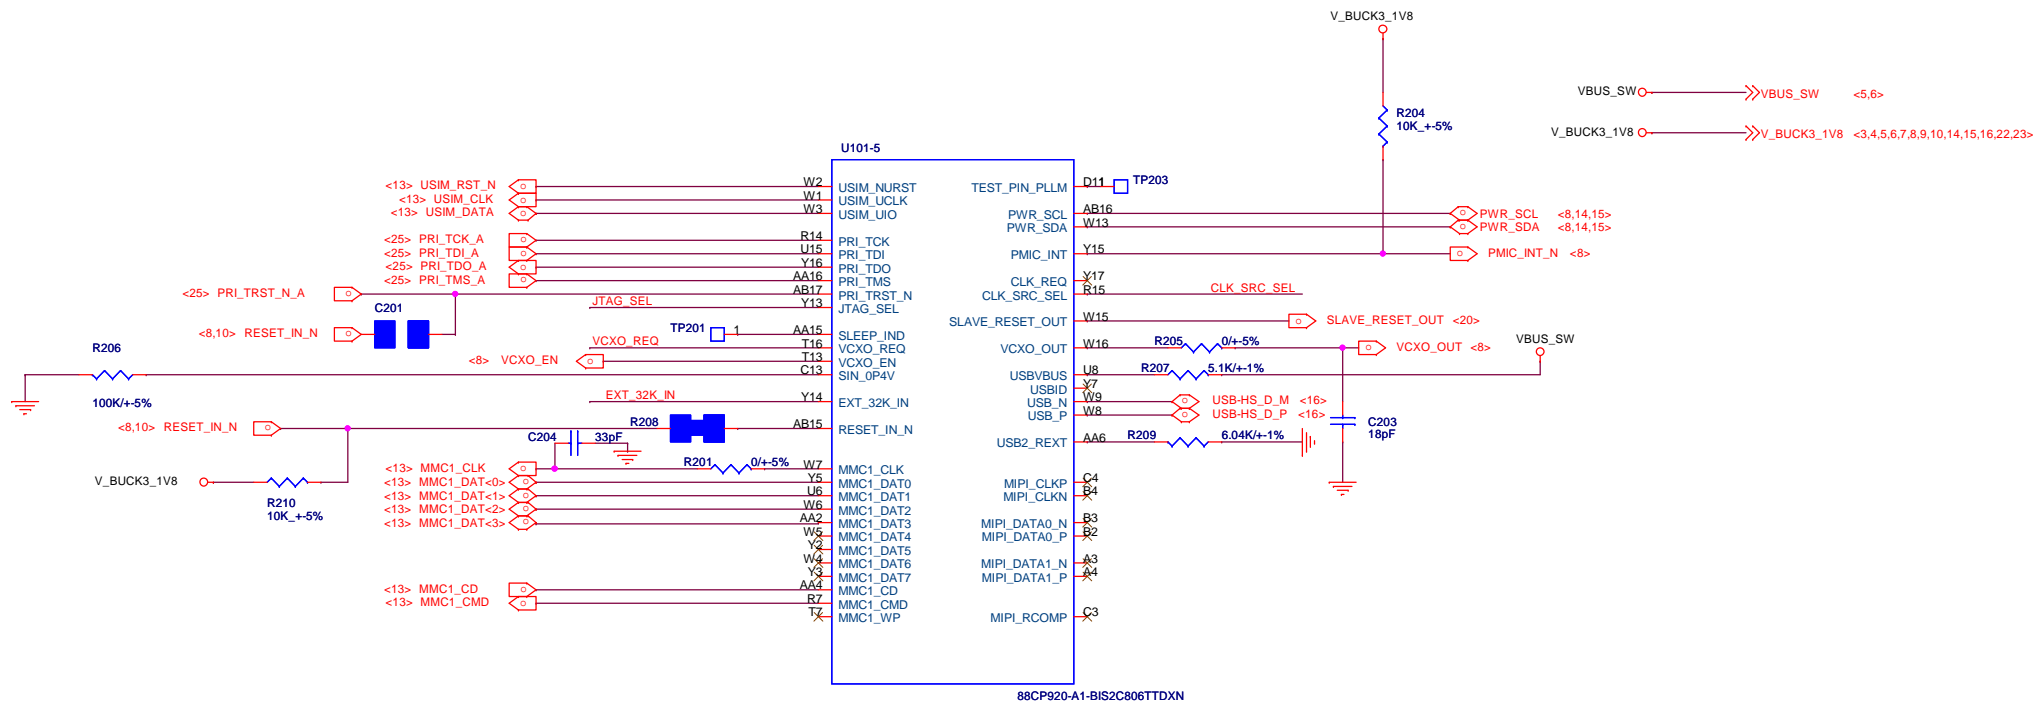 V_BUCK3_1V8
VBUS_SW VBUS_SW <5,6>
R204
10K_+-5%
V_BUCK3_1V8 V_BUCK3_1V8 <3,4,5,6,7,8,9,10,14,15,16,22,23>
U101-5
<13> USIM_RST_N W2 USIM_NURST TEST_PIN_PLLM D11 1 TP203
<13> USIM_CLK W1 USIM_UCLK
<13> USIM_DATA W3 USIM_UIO PWR_SCL AB16 PWR_SCL <8,14,15>
PWR_SDA W13 PWR_SDA <8,14,15>
<25> PRI_TCK_A R14 PRI_TCK
<25> PRI_TDI_A U15 PRI_TDI PMIC_INT Y15 PMIC_INT_N <8>
<25> PRI_TDO_A Y16 PRI_TDO
<25> PRI_TMS_A AA16 PRI_TMS CLK_REQ Y17
<25> PRI_TRST_N_A AB17 PRI_TRST_N CLK_SRC_SEL R15 CLK_SRC_SEL
C201 JTAG_SEL Y13 JTAG_SEL
SLAVE_RESET_OUT W15 SLAVE_RESET_OUT <20>
<8,10> RESET_IN_N TP201 1 AA15 SLEEP_IND
VBUS_SW
R206 VCXO_REQ T16 VCXO_REQ VCXO_OUT W16 R205 0/+-5% VCXO_OUT <8>
<8> VCXO_EN T13 VCXO_EN
C13 SIN_0P4V USBVBUS U8 R207 5.1K/+-1%
USBID Y7
100K/+-5% EXT_32K_IN Y14 EXT_32K_IN USB_N W9 USB-HS_D_M <16>
USB_P W8 USB-HS_D_P <16>
C203
18pF
<8,10> RESET_IN_N R208 AB15 RESET_IN_N
C204 33pF USB2_REXT AA6 R209 6.04K/+-1%
<13> MMC1_CLK R201 0/+-5% W7 MMC1_CLK
V_BUCK3_1V8 <13> MMC1_DAT<0> Y5 MMC1_DAT0 MIPI_CLKP C4
<13> MMC1_DAT<1> U6 MMC1_DAT1 MIPI_CLKN B4
R210
10K_+-5%
<13> MMC1_DAT<2> W6 MMC1_DAT2
<13> MMC1_DAT<3> AA2 MMC1_DAT3 MIPI_DATA0_N B3
W5 MMC1_DAT4 MIPI_DATA0_P B2
Y2 MMC1_DAT5
W4 MMC1_DAT6 MIPI_DATA1_N A3
Y3 MMC1_DAT7 MIPI_DATA1_P A4
<13> MMC1_CD AA4 MMC1_CD
<13> MMC1_CMD R7 MMC1_CMD
T7 MMC1_WP MIPI_RCOMP C3
88CP920-A1-BIS2C806TTDXN